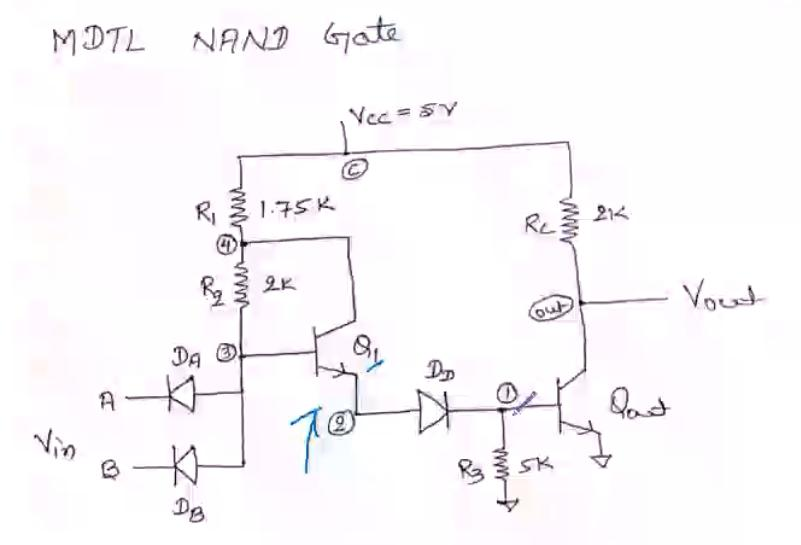 MDTL NAND Gate
Vcc = 5V
C
R1 1.75K
Rc 2K
4
R2 2K
out Vout
DA 3 Q1
DD
A
1
2
Qout
Vin
B
R3 5K
DB